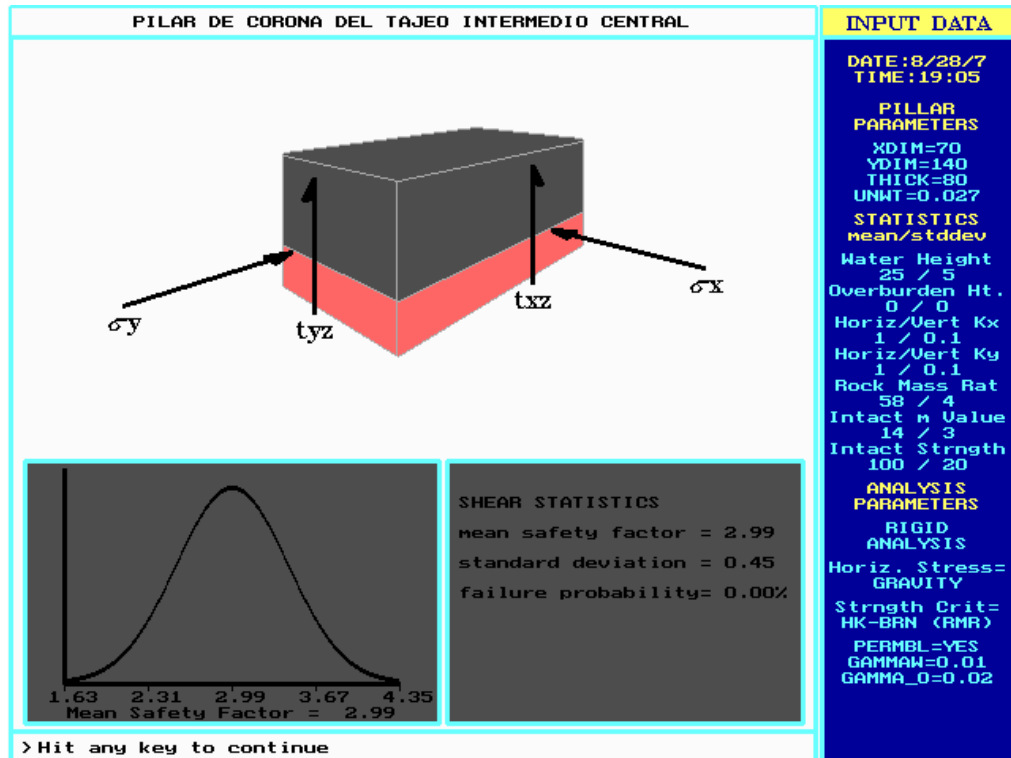 PILAR DE CORONA DEL TAJEO INTERMEDIO CENTRAL
σy
tyz
txz
σx
1.63 2.31 2.99 3.67 4.35
Mean Safety Factor = 2.99
SHEAR STATISTICS
mean safety factor = 2.99
standard deviation = 0.45
failure probability= 0.00%
>Hit any key to continue
INPUT DATA
DATE:8/28/7
TIME:19:05
PILLAR
PARAMETERS
XDIM=70
YDIM=140
THICK=80
UNWT=0.027
STATISTICS
mean/stddev
Water Height
25 / 5
Overburden Ht.
0 / 0
Horiz/Vert Kx
1 / 0.1
Horiz/Vert Ky
1 / 0.1
Rock Mass Rat
58 / 4
Intact m Value
14 / 3
Intact Strngth
100 / 20
ANALYSIS
PARAMETERS
RIGID
ANALYSIS
Horiz. Stress=
GRAVITY
Strngth Crit=
HK-BRN (RMR)
PERMBL=YES
GAMMAW=0.01
GAMMA_O=0.02